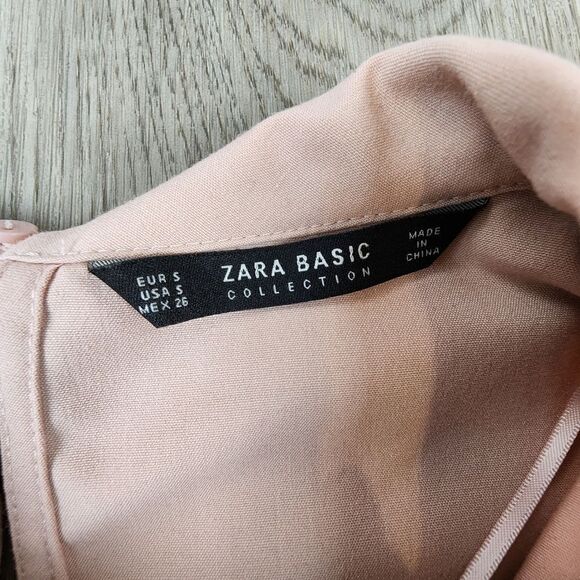 EUR S
USA S
MEX 26
ZARA BASIC
COLLECTION
MADE
IN
CHINA